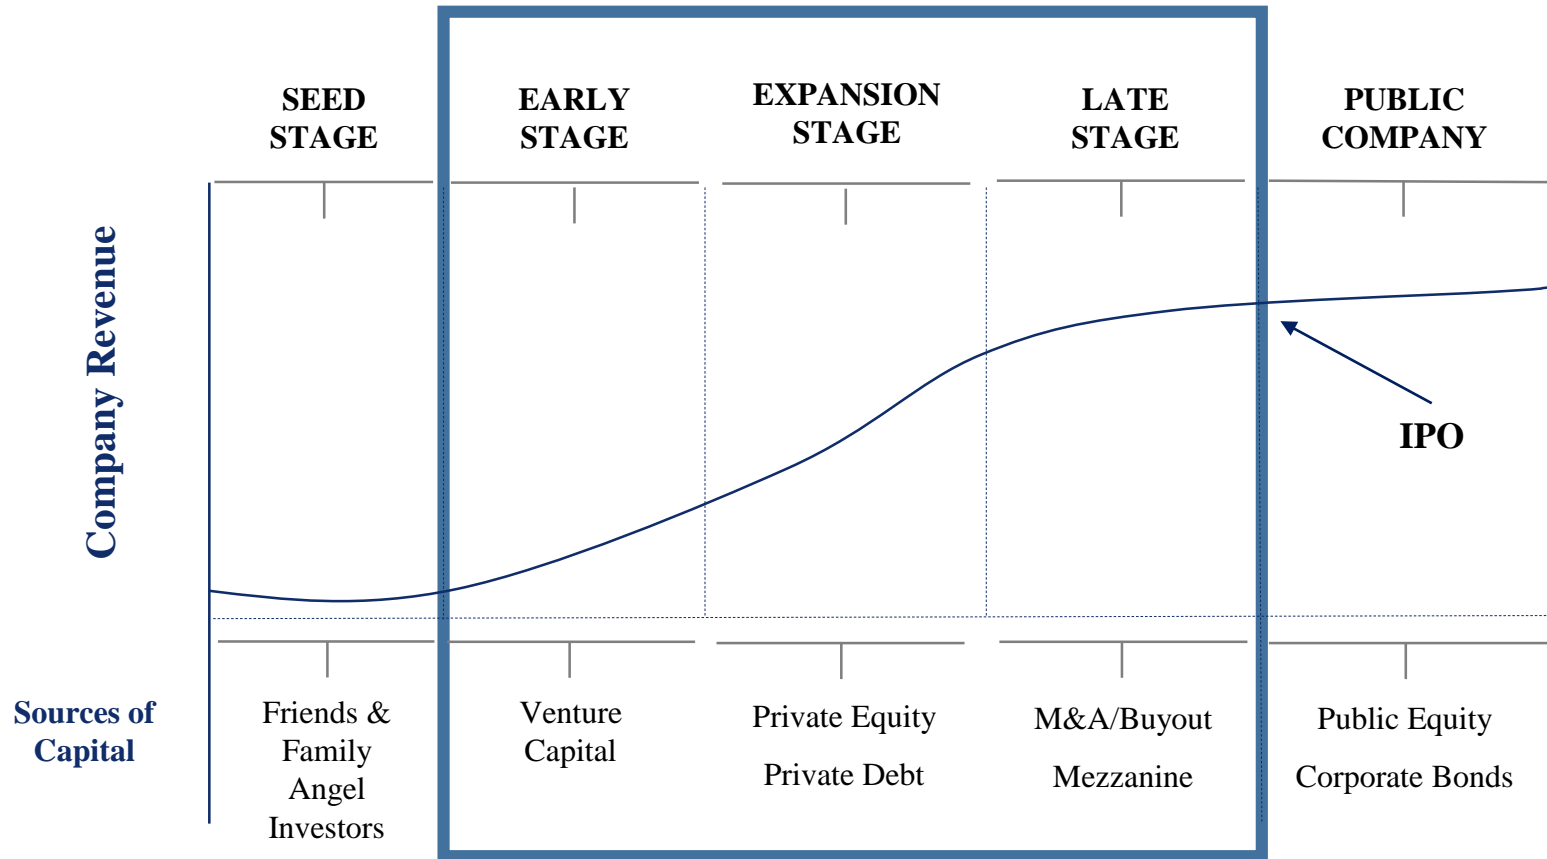 SEED
STAGE
EARLY
STAGE
EXPANSION
STAGE
LATE
STAGE
PUBLIC
COMPANY
Company Revenue
IPO
Sources of
Capital
Friends &
Family
Angel
Investors
Venture
Capital
Private Equity
Private Debt
M&A/Buyout
Mezzanine
Public Equity
Corporate Bonds